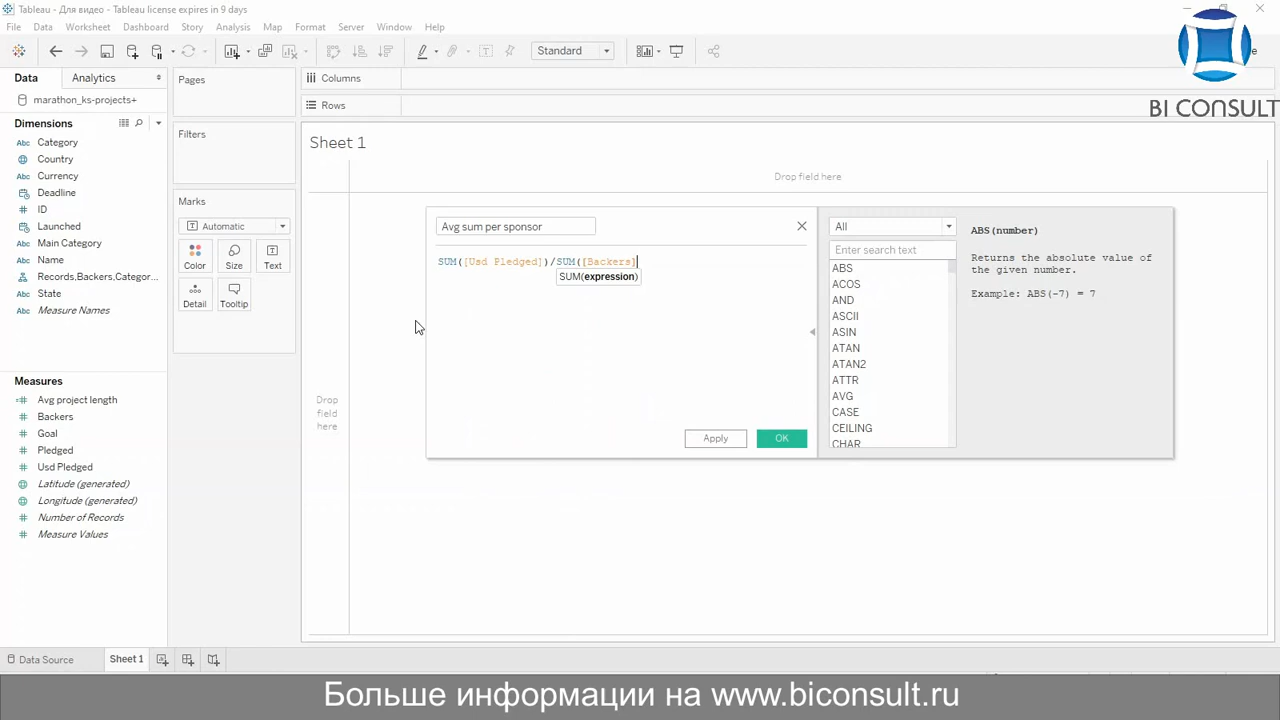 Tableau - Для видео - Tableau license expires in 9 days
File Data Worksheet Dashboard Story Analysis Map Format Server Window Help
Standard
BI CONSULT
Data Analytics
marathon_ks-projects+
Dimensions
Abc Category
Country
Abc Currency
Deadline
ID
Launched
Abc Main Category
Abc Name
Records,Backers,Categor...
Abc State
Abc Measure Names
Measures
Avg project length
Backers
Goal
Pledged
Usd Pledged
Latitude (generated)
Longitude (generated)
Number of Records
Measure Values
Pages
Filters
Marks
Automatic
Color Size Text
Detail Tooltip
Columns
Rows
Sheet 1
Drop field here
Drop
field
here
Avg sum per sponsor
SUM([Usd Pledged])/SUM([Backers]
SUM(expression)
Apply OK
All
Enter search text
ABS
ACOS
AND
ASCII
ASIN
ATAN
ATAN2
ATTR
AVG
CASE
CEILING
CHAR
ABS(number)
Returns the absolute value of
the given number.
Example: ABS(-7) = 7
Data Source Sheet 1
Больше информации на www.biconsult.ru